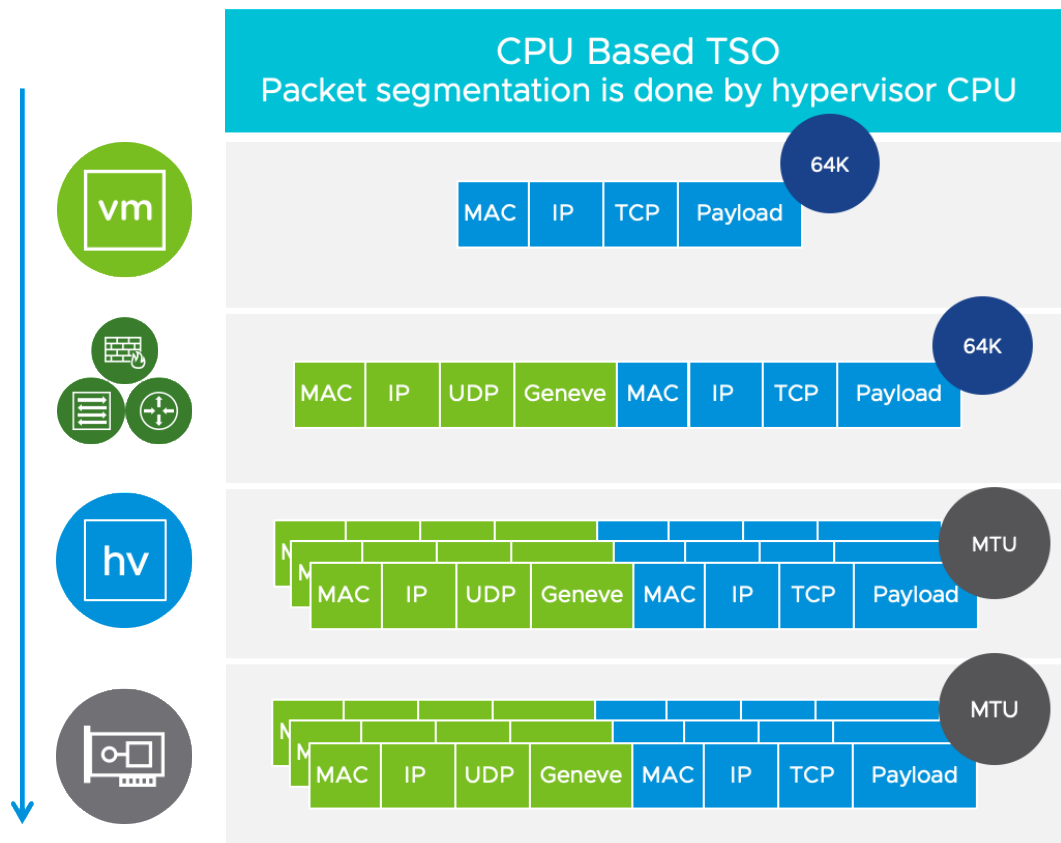 CPU Based TSO
Packet segmentation is done by hypervisor CPU
vm
MAC IP TCP Payload
64K
MAC IP UDP Geneve MAC IP TCP Payload
64K
hv
M
M
MAC IP UDP Geneve MAC IP TCP Payload
MTU
M
M
MAC IP UDP Geneve MAC IP TCP Payload
MTU